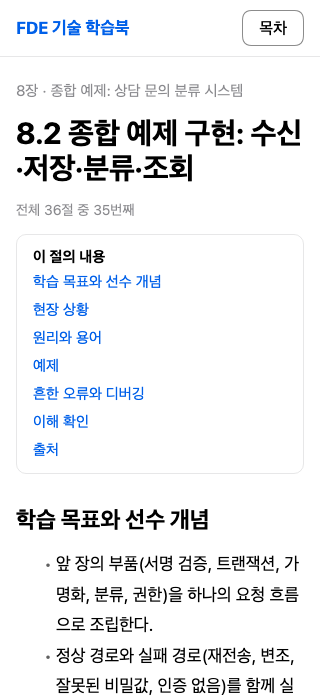 FDE 기술 학습북
목차
8장 · 종합 예제: 상담 문의 분류 시스템
8.2 종합 예제 구현: 수신
·저장·분류·조회
전체 36절 중 35번째
이 절의 내용
학습 목표와 선수 개념
현장 상황
원리와 용어
예제
흔한 오류와 디버깅
이해 확인
출처
학습 목표와 선수 개념
• 앞 장의 부품(서명 검증, 트랜잭션, 가
명화, 분류, 권한)을 하나의 요청 흐름
으로 조립한다.
• 정상 경로와 실패 경로(재전송, 변조,
잘못된 비밀값, 인증 없음)를 함께 실